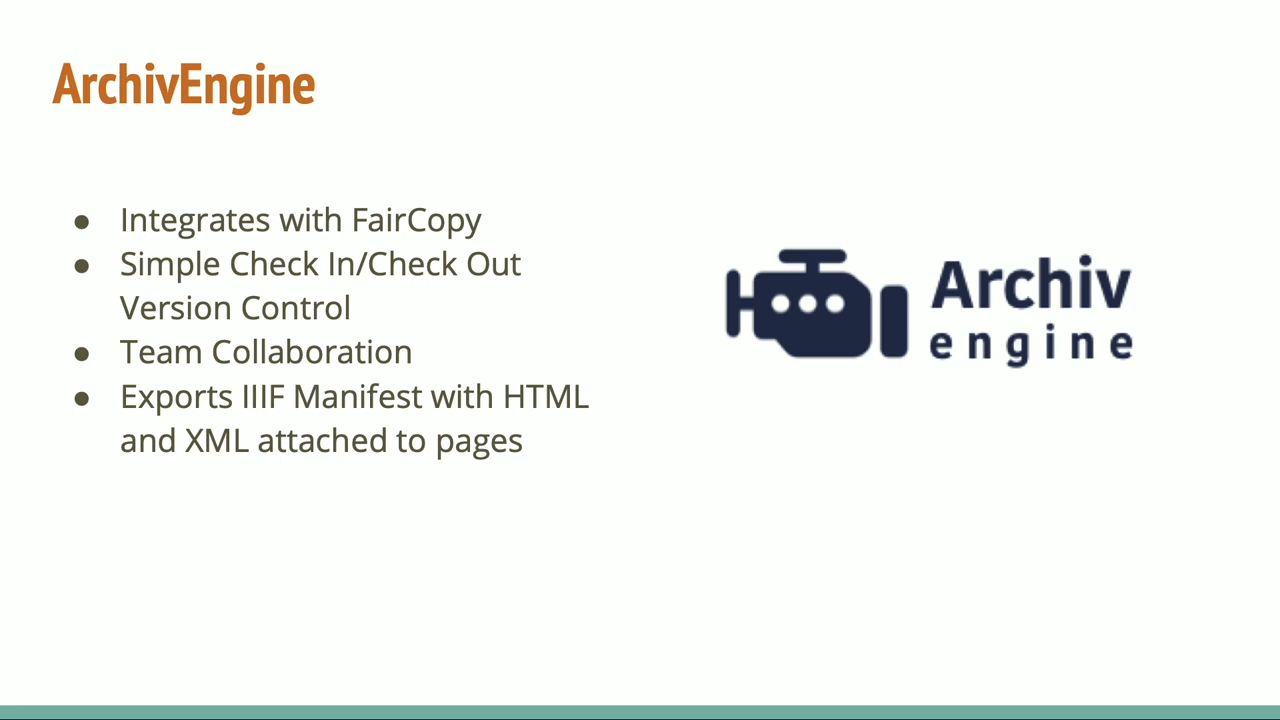 ArchivEngine
● Integrates with FairCopy
● Simple Check In/Check Out
Version Control
● Team Collaboration
● Exports IIIF Manifest with HTML
and XML attached to pages
Archiv
engine